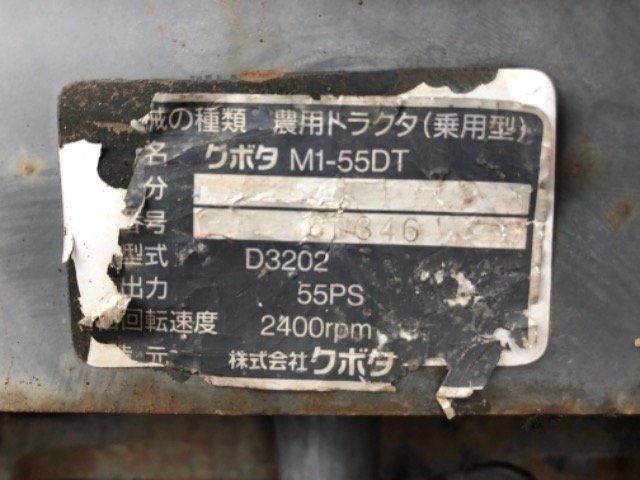 械の種類 農用トラクタ(乗用型)
名 クボタ M1-55DT
分
番号 346
型式 D3202
出力 55PS
回転速度 2400rpm
元 株式会社クボタ